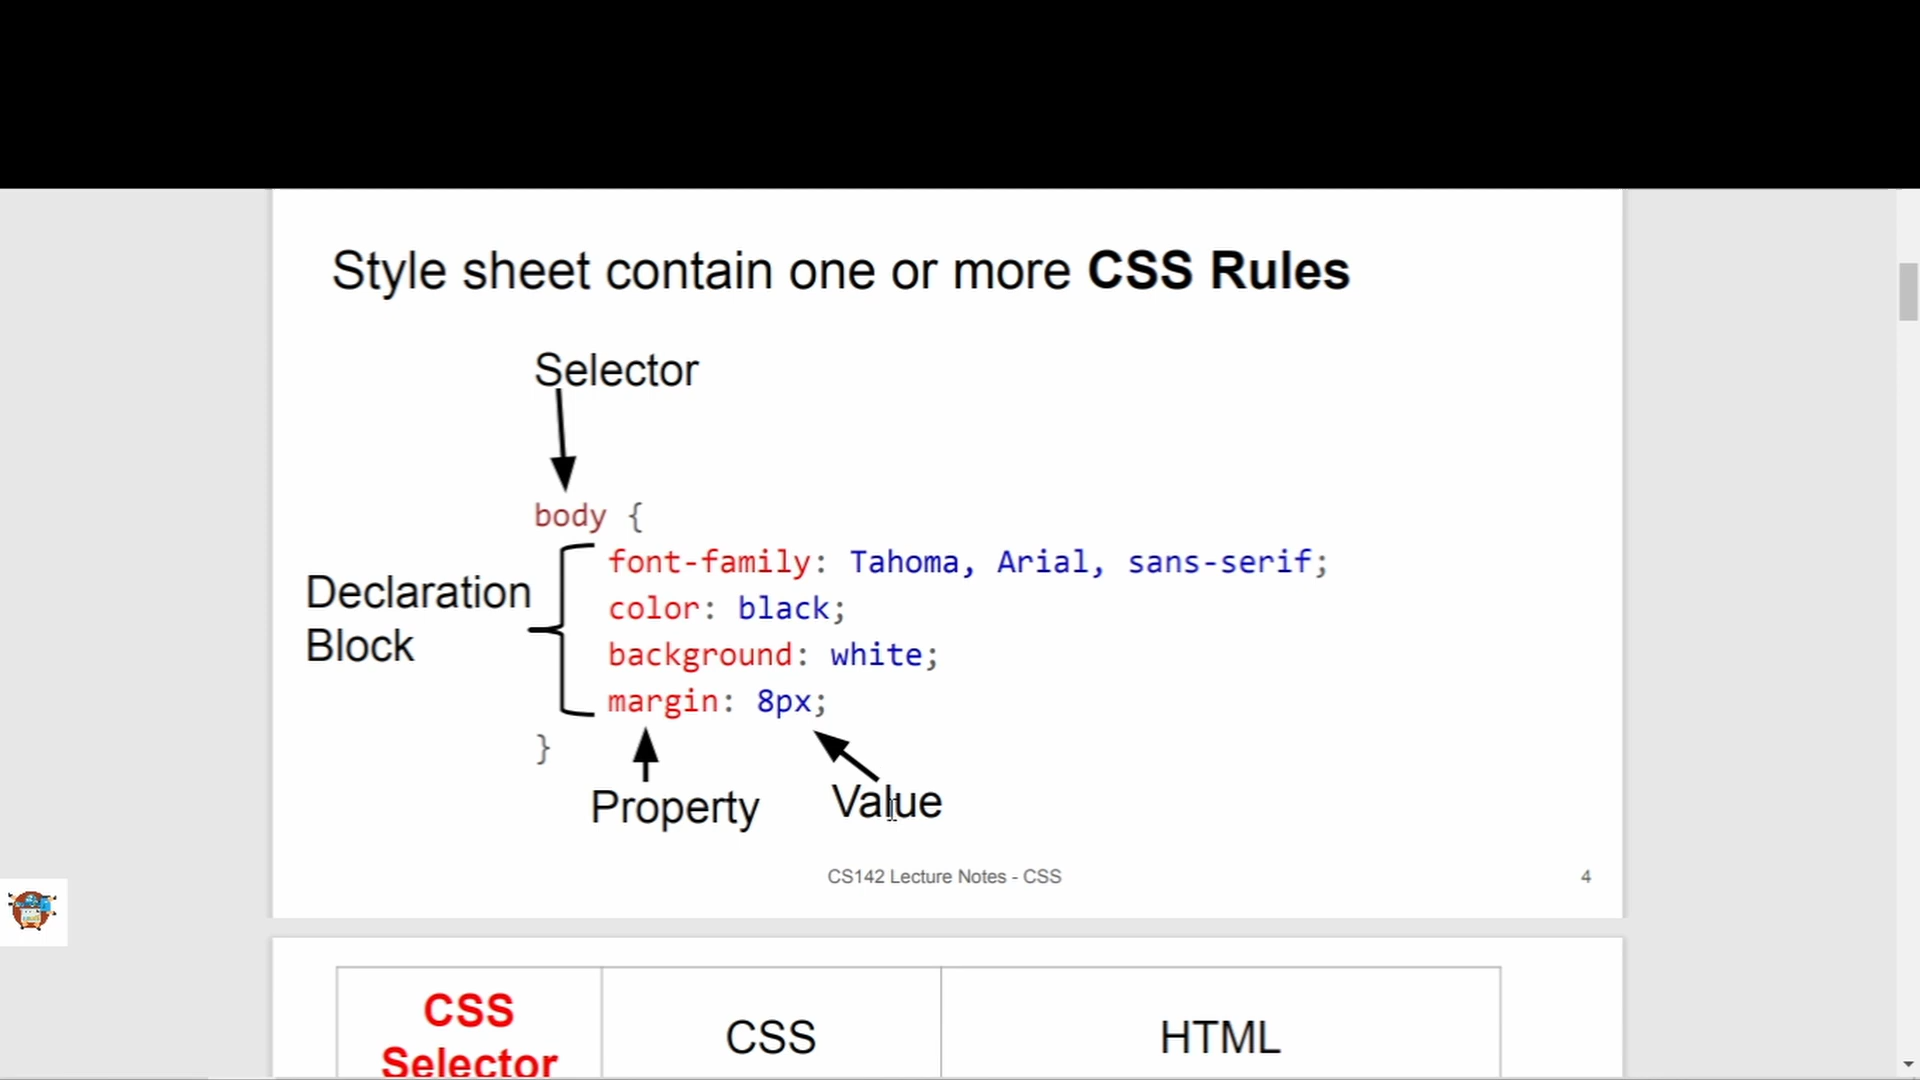 Style sheet contain one or more CSS Rules
Selector
body {
font-family: Tahoma, Arial, sans-serif;
color: black;
background: white;
margin: 8px;
}
Declaration
Block
Property
Value
CS142 Lecture Notes - CSS
4
CSS
Selector
CSS
HTML